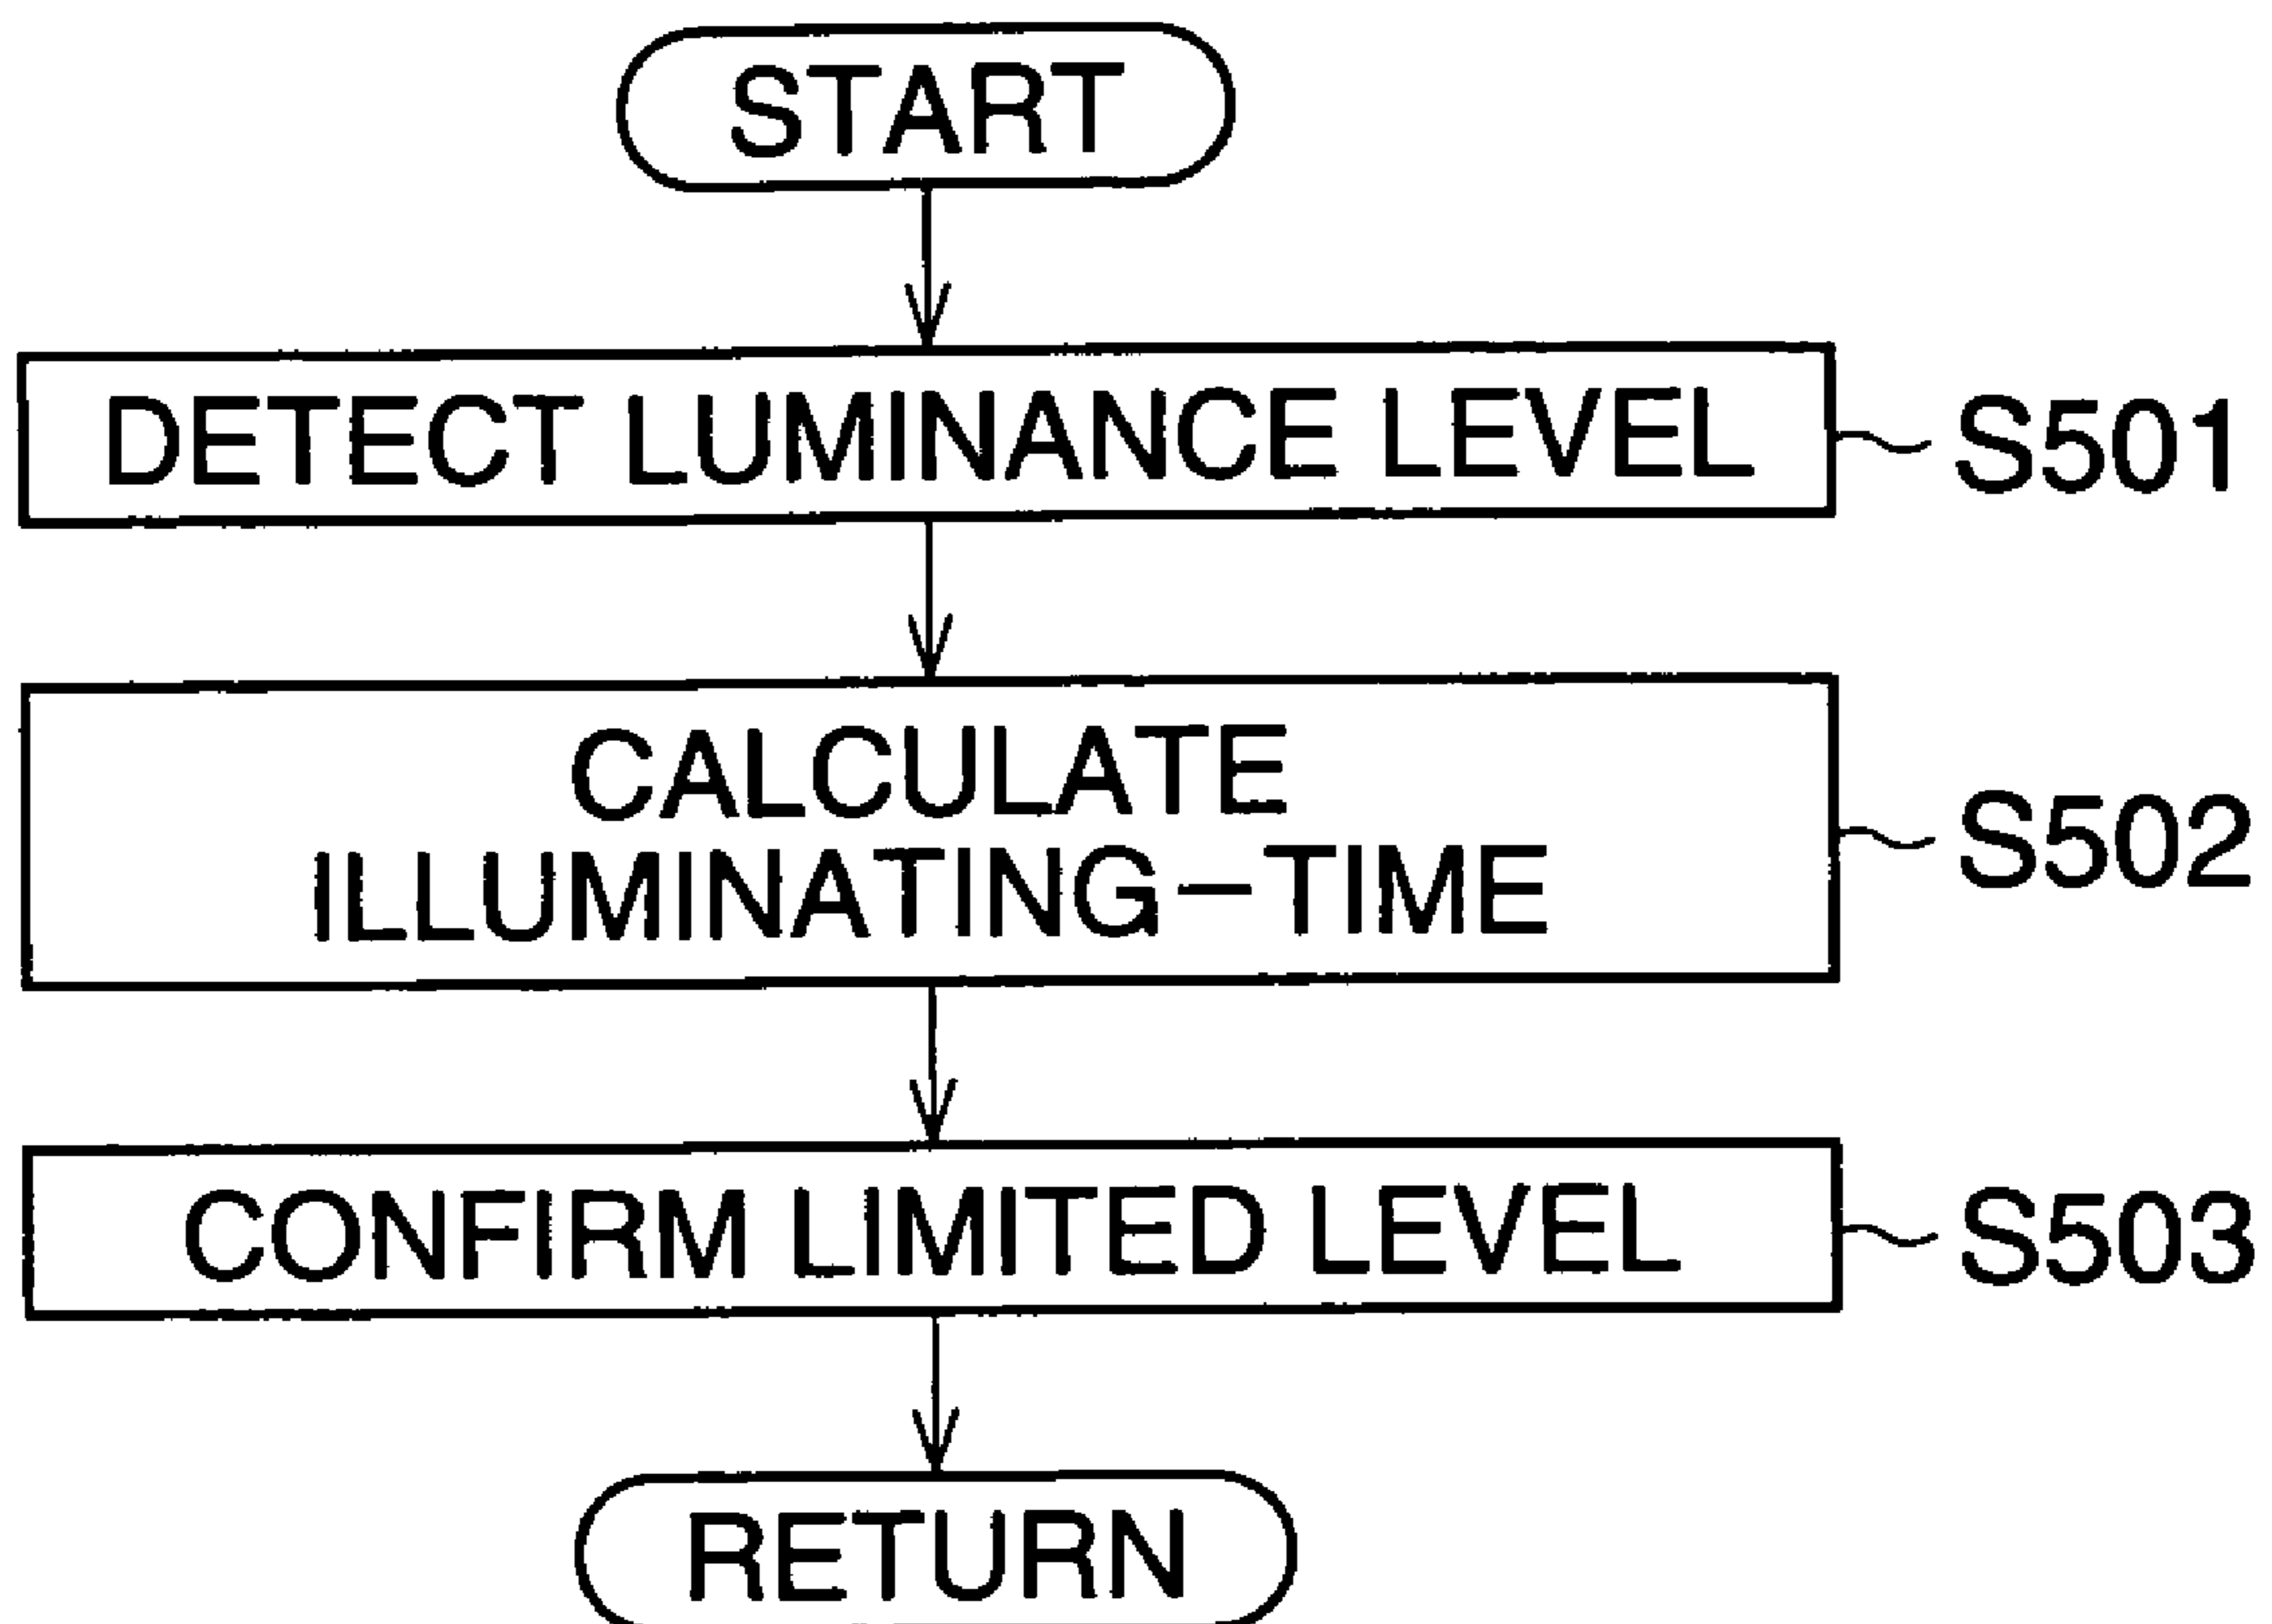 START
DETECT LUMINANCE LEVEL
S501
CALCULATE
ILLUMINATING-TIME
S502
CONFIRM LIMITED LEVEL
S503
RETURN